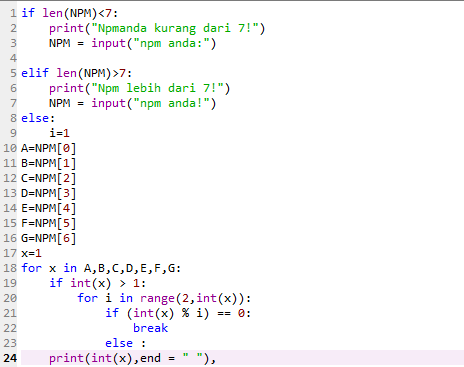 1 if len(NPM)<7:
2     print("Npmanda kurang dari 7!")
3     NPM = input("npm anda:")
4
5 elif len(NPM)>7:
6     print("Npm lebih dari 7!")
7     NPM = input("npm anda!")
8 else:
9     i=1
10 A=NPM[0]
11 B=NPM[1]
12 C=NPM[2]
13 D=NPM[3]
14 E=NPM[4]
15 F=NPM[5]
16 G=NPM[6]
17 x=1
18 for x in A,B,C,D,E,F,G:
19     if int(x) > 1:
20         for i in range(2,int(x)):
21             if (int(x) % i) == 0:
22                 break
23             else :
24     print(int(x),end = " "),